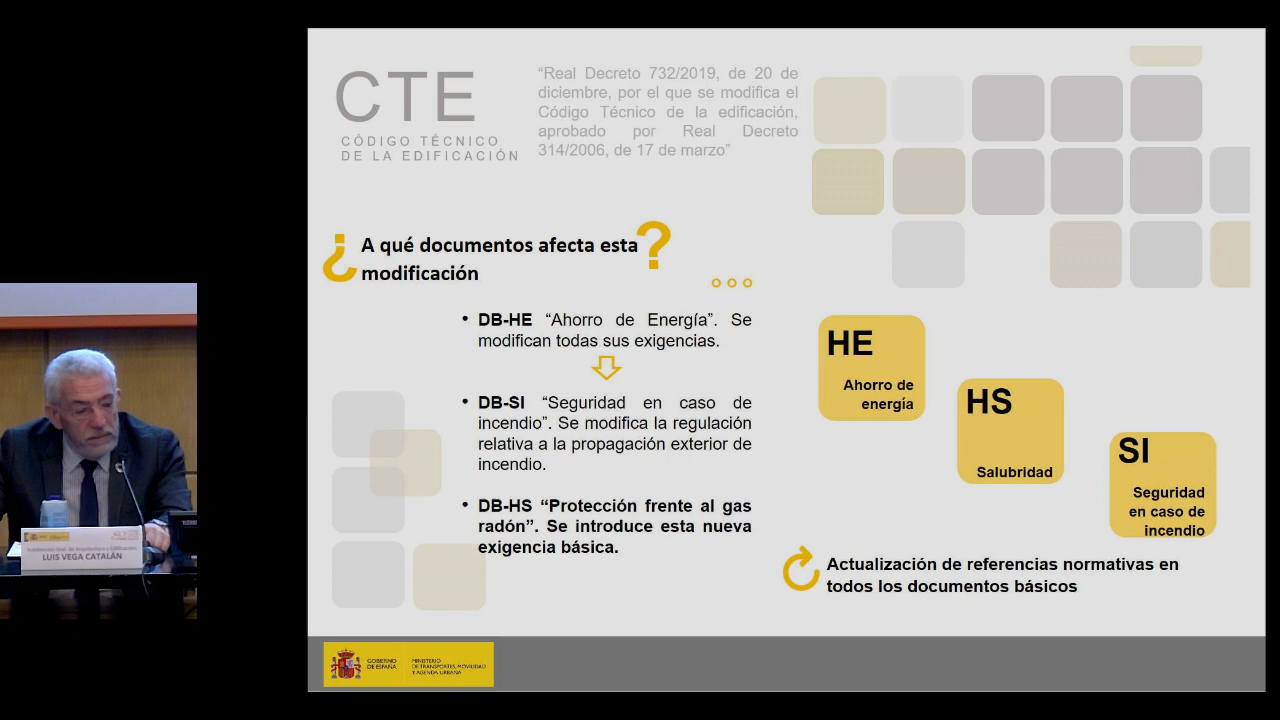 CTE
CÓDIGO TÉCNICO
DE LA EDIFICACIÓN
“Real Decreto 732/2019, de 20 de
diciembre, por el que se modifica el
Código Técnico de la edificación,
aprobado por Real Decreto
314/2006, de 17 de marzo”
¿A qué documentos afecta esta?
modificación
• DB-HE “Ahorro de Energía”. Se
modifican todas sus exigencias.
• DB-SI “Seguridad en caso de
incendio”. Se modifica la regulación
relativa a la propagación exterior de
incendio.
• DB-HS “Protección frente al gas
radón”. Se introduce esta nueva
exigencia básica.
HE
Ahorro de
energía
HS
Salubridad
SI
Seguridad
en caso de
incendio
Actualización de referencias normativas en
todos los documentos básicos
GOBIERNO
DE ESPAÑA
MINISTERIO
DE TRANSPORTES, MOVILIDAD
Y AGENDA URBANA
Subdirección Gral. de Arquitectura y Edificación
LUIS VEGA CATALÁN